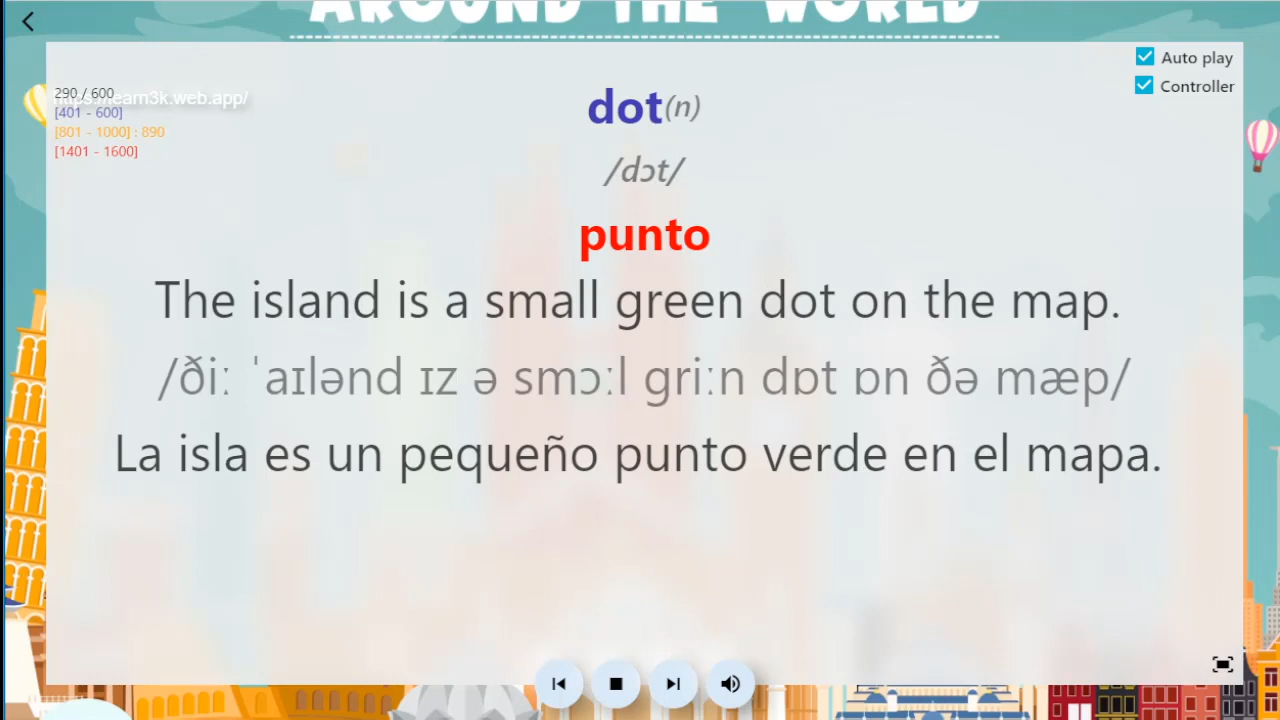 AROUND THE WORLD
290 / 600
https://learn3k.web.app/
[401 - 600]
[801 - 1000] : 890
[1401 - 1600]
Auto play
Controller
dot(n)
/dɔt/
punto
The island is a small green dot on the map.
/ðiː ˈaɪlənd ɪz ə smɔːl griːn dɒt ɒn ðə mæp/
La isla es un pequeño punto verde en el mapa.